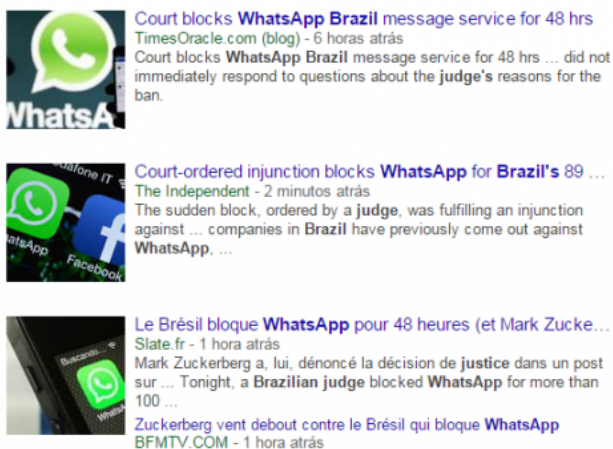 WhatsA
Court blocks WhatsApp Brazil message service for 48 hrs
TimesOracle.com (blog) - 6 horas atrás
Court blocks WhatsApp Brazil message service for 48 hrs ... did not
immediately respond to questions about the judge's reasons for the
ban.
dafone IT
atsApp
Facebook
Court-ordered injunction blocks WhatsApp for Brazil's 89 ...
The Independent - 2 minutos atrás
The sudden block, ordered by a judge, was fulfilling an injunction
against ... companies in Brazil have previously come out against
WhatsApp, ...
Buscando...
WhatsA
Le Brésil bloque WhatsApp pour 48 heures (et Mark Zucke...
Slate.fr - 1 hora atrás
Mark Zuckerberg a, lui, dénoncé la décision de justice dans un post
sur ... Tonight, a Brazilian judge blocked WhatsApp for more than
100 ...
Zuckerberg vent debout contre le Brésil qui bloque WhatsApp
BFMTV.COM - 1 hora atrás